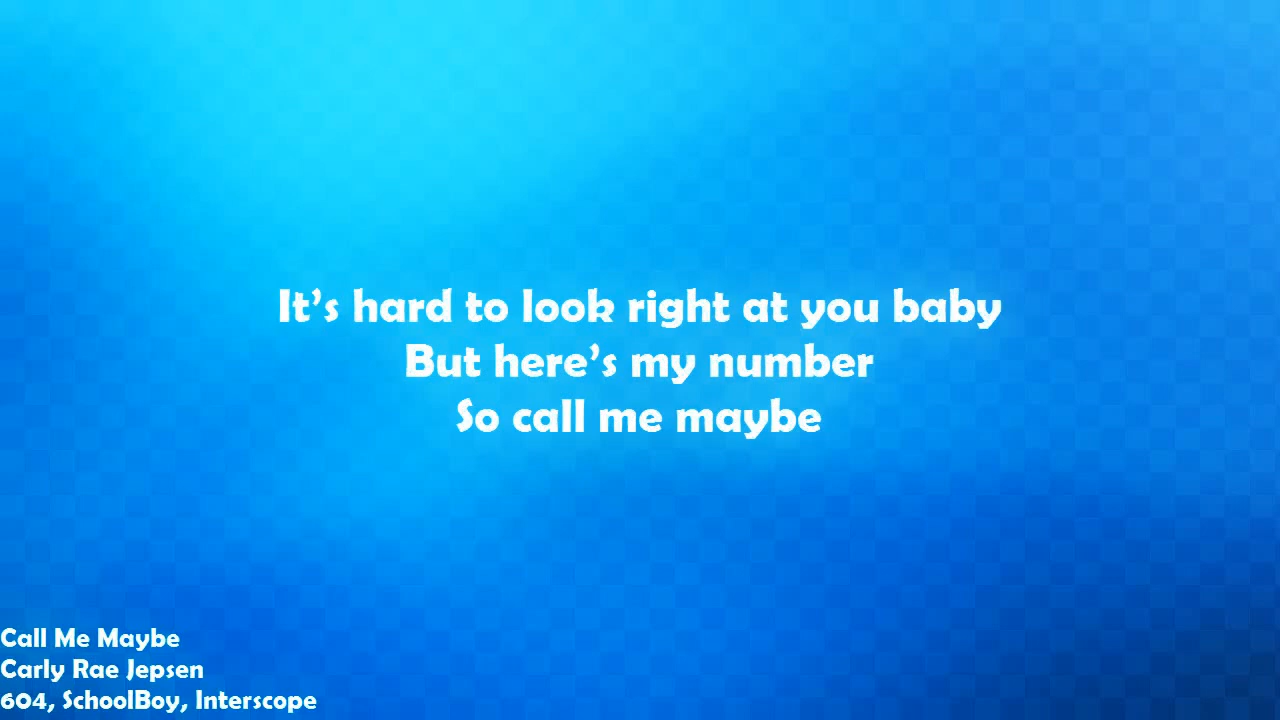 It’s hard to look right at you baby
But here’s my number
So call me maybe
Call Me Maybe
Carly Rae Jepsen
604, SchoolBoy, Interscope